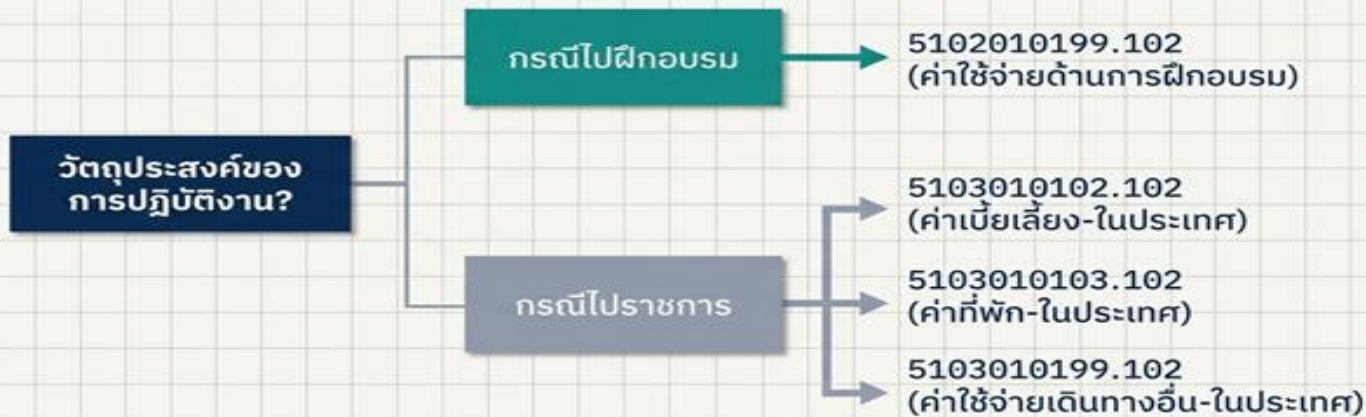 วัตถุประสงค์ของ
การปฏิบัติงาน?
กรณีไปฝึกอบรม
5102010199.102
(ค่าใช้จ่ายด้านการฝึกอบรม)
กรณีไปราชการ
5103010102.102
(ค่าเบี้ยเลี้ยง-ในประเทศ)
5103010103.102
(ค่าที่พัก-ในประเทศ)
5103010199.102
(ค่าใช้จ่ายเดินทางอื่น-ในประเทศ)